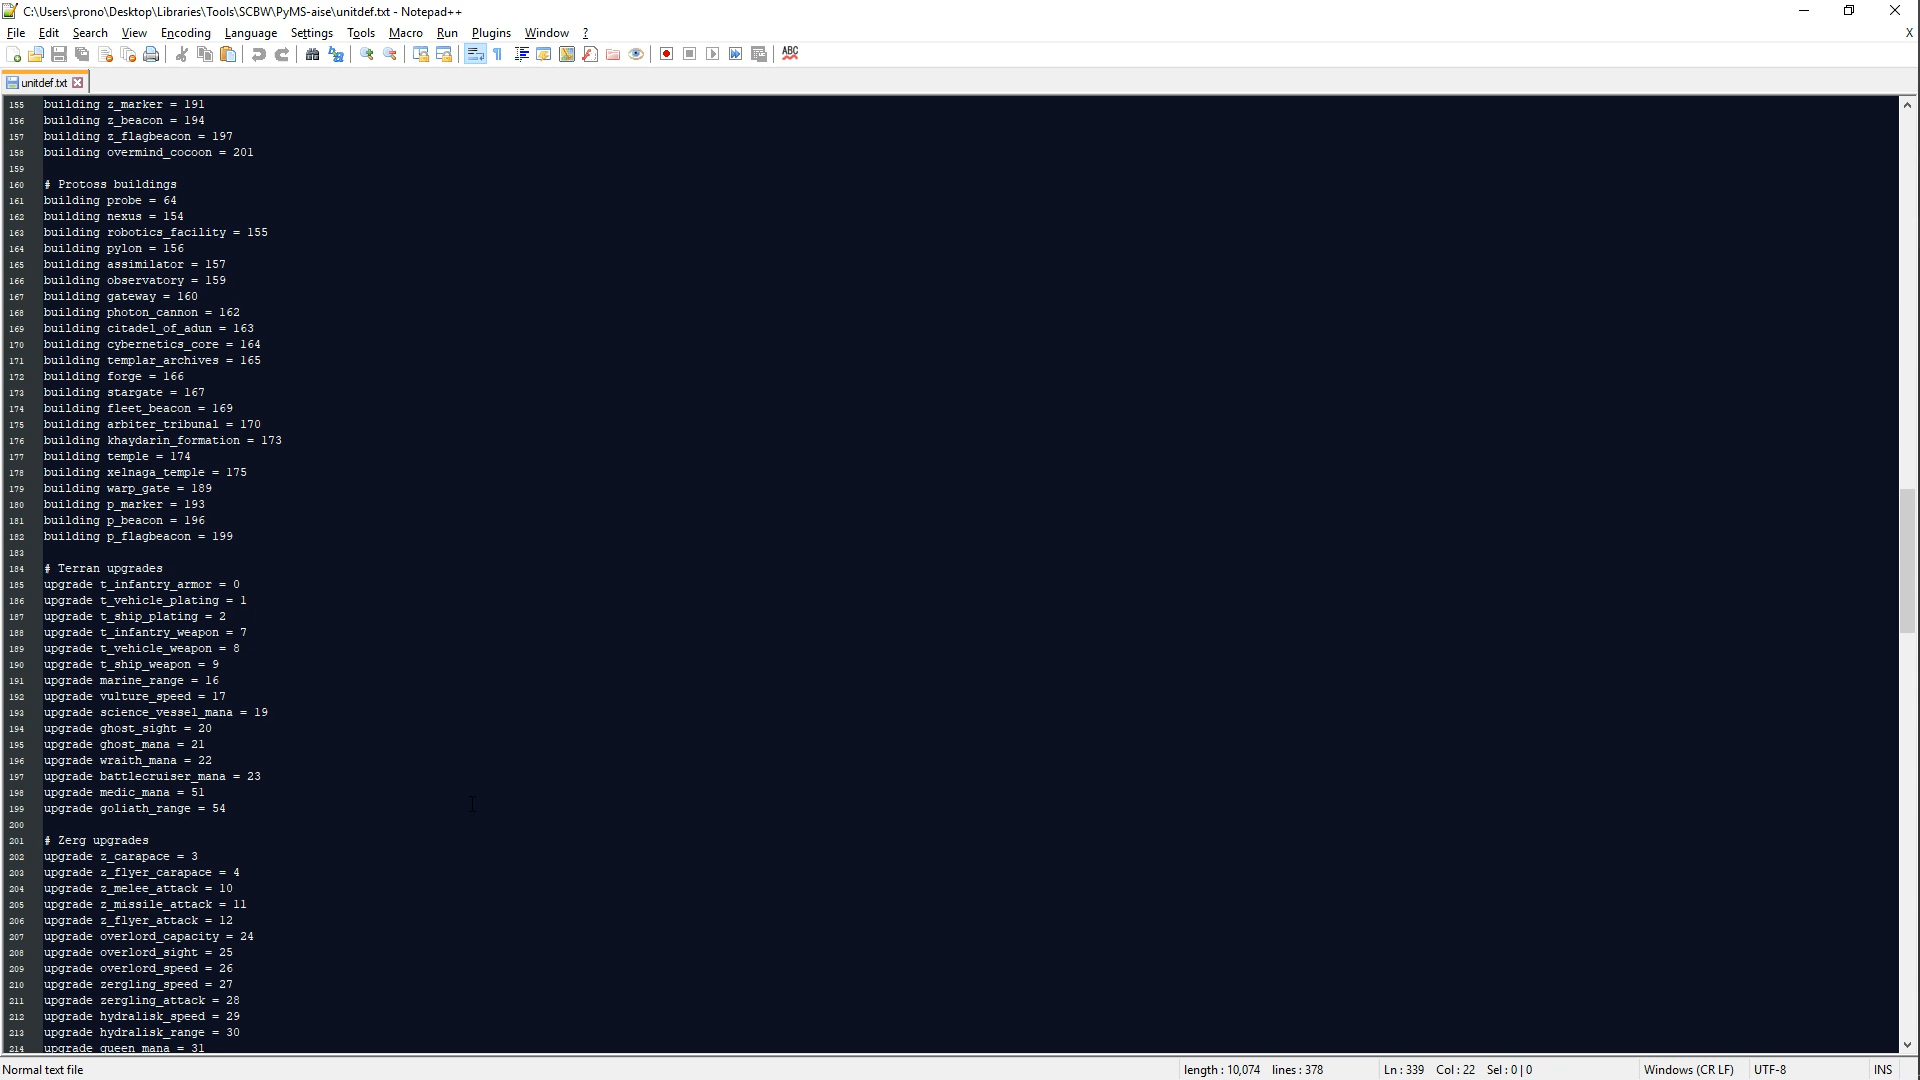 C:\Users\prono\Desktop\Libraries\Tools\SCBW\PyMS-aise\unitdef.txt - Notepad++
File Edit Search View Encoding Language Settings Tools Macro Run Plugins Window ? X
ABC
unitdef.txt
155 building z_marker = 191
156 building z_beacon = 194
157 building z_flagbeacon = 197
158 building overmind_cocoon = 201
159
160 # Protoss buildings
161 building probe = 64
162 building nexus = 154
163 building robotics_facility = 155
164 building pylon = 156
165 building assimilator = 157
166 building observatory = 159
167 building gateway = 160
168 building photon_cannon = 162
169 building citadel_of_adun = 163
170 building cybernetics_core = 164
171 building templar_archives = 165
172 building forge = 166
173 building stargate = 167
174 building fleet_beacon = 169
175 building arbiter_tribunal = 170
176 building khaydarin_formation = 173
177 building temple = 174
178 building xelnaga_temple = 175
179 building warp_gate = 189
180 building p_marker = 193
181 building p_beacon = 196
182 building p_flagbeacon = 199
183
184 # Terran upgrades
185 upgrade t_infantry_armor = 0
186 upgrade t_vehicle_plating = 1
187 upgrade t_ship_plating = 2
188 upgrade t_infantry_weapon = 7
189 upgrade t_vehicle_weapon = 8
190 upgrade t_ship_weapon = 9
191 upgrade marine_range = 16
192 upgrade vulture_speed = 17
193 upgrade science_vessel_mana = 19
194 upgrade ghost_sight = 20
195 upgrade ghost_mana = 21
196 upgrade wraith_mana = 22
197 upgrade battlecruiser_mana = 23
198 upgrade medic_mana = 51
199 upgrade goliath_range = 54
200
201 # Zerg upgrades
202 upgrade z_carapace = 3
203 upgrade z_flyer_carapace = 4
204 upgrade z_melee_attack = 10
205 upgrade z_missile_attack = 11
206 upgrade z_flyer_attack = 12
207 upgrade overlord_capacity = 24
208 upgrade overlord_sight = 25
209 upgrade overlord_speed = 26
210 upgrade zergling_speed = 27
211 upgrade zergling_attack = 28
212 upgrade hydralisk_speed = 29
213 upgrade hydralisk_range = 30
214 upgrade queen_mana = 31
Normal text file length : 10,074 lines : 378 Ln : 339 Col : 22 Sel : 0 | 0 Windows (CR LF) UTF-8 INS